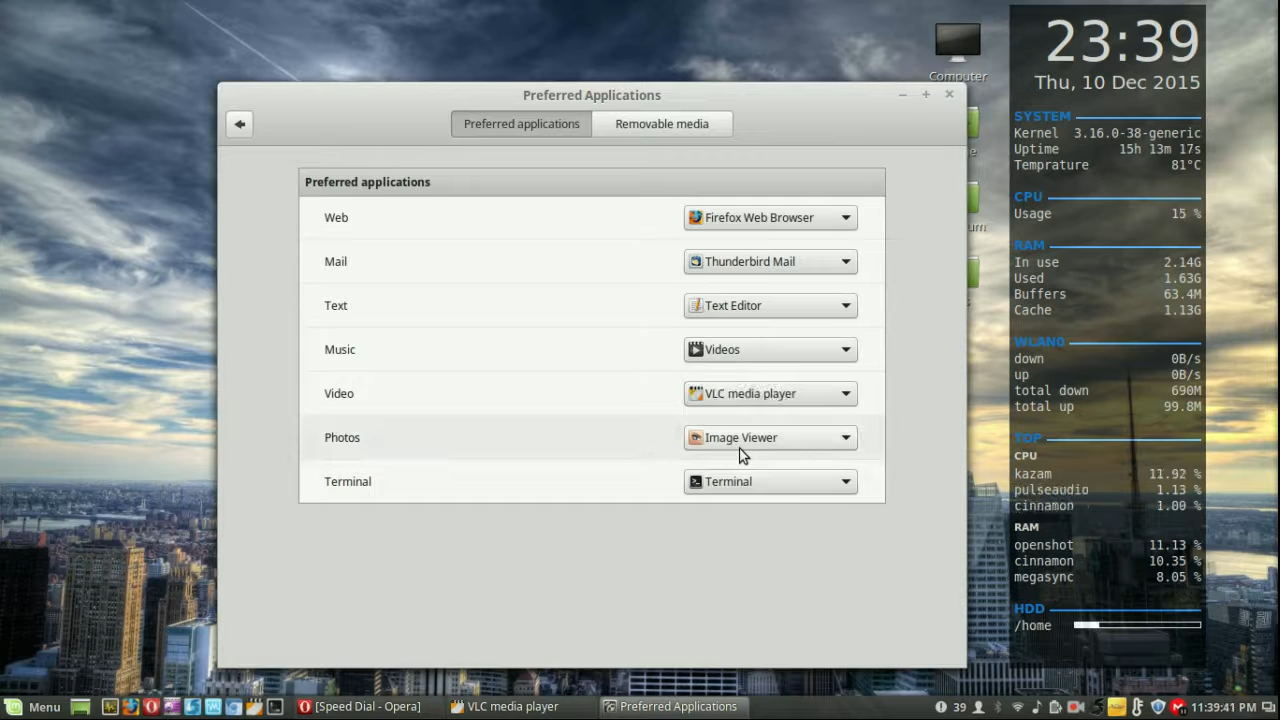 23:39
Thu, 10 Dec 2015
Computer
Preferred Applications
Preferred applications
Removable media
Preferred applications
Web
Firefox Web Browser
Mail
Thunderbird Mail
Text
Text Editor
Music
Videos
Video
VLC media player
Photos
Image Viewer
Terminal
Terminal
SYSTEM
Kernel 3.16.0-38-generic
Uptime 15h 13m 17s
Temprature 81°C
CPU
Usage 15 %
RAM
In use 2.14G
Used 1.63G
Buffers 63.4M
Cache 1.13G
WLAN0
down 0B/s
up 0B/s
total down 690M
total up 99.8M
TOP
CPU
kazam 11.92 %
pulseaudio 1.13 %
cinnamon 1.00 %
RAM
openshot 11.13 %
cinnamon 10.35 %
megasync 8.05 %
HDD
/home
Menu
[Speed Dial - Opera]
VLC media player
Preferred Applications
39
11:39:41 PM